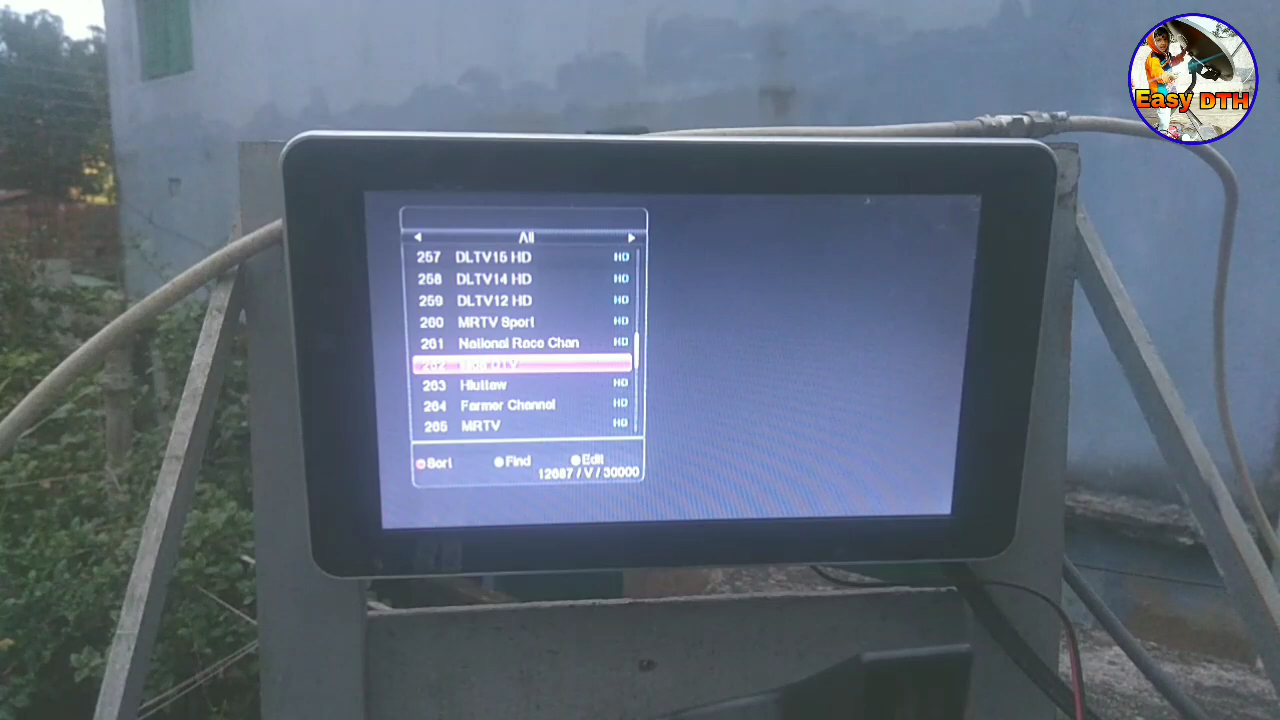 Easy DTH
All
257 DLTV15 HD HD
258 DLTV14 HD HD
259 DLTV12 HD HD
260 MRTV Sport HD
261 National Race Chan HD
262
263 Hluttaw HD
264 Farmer Channel HD
265 MRTV HD
Sort Find Edit
12687 / V / 30000